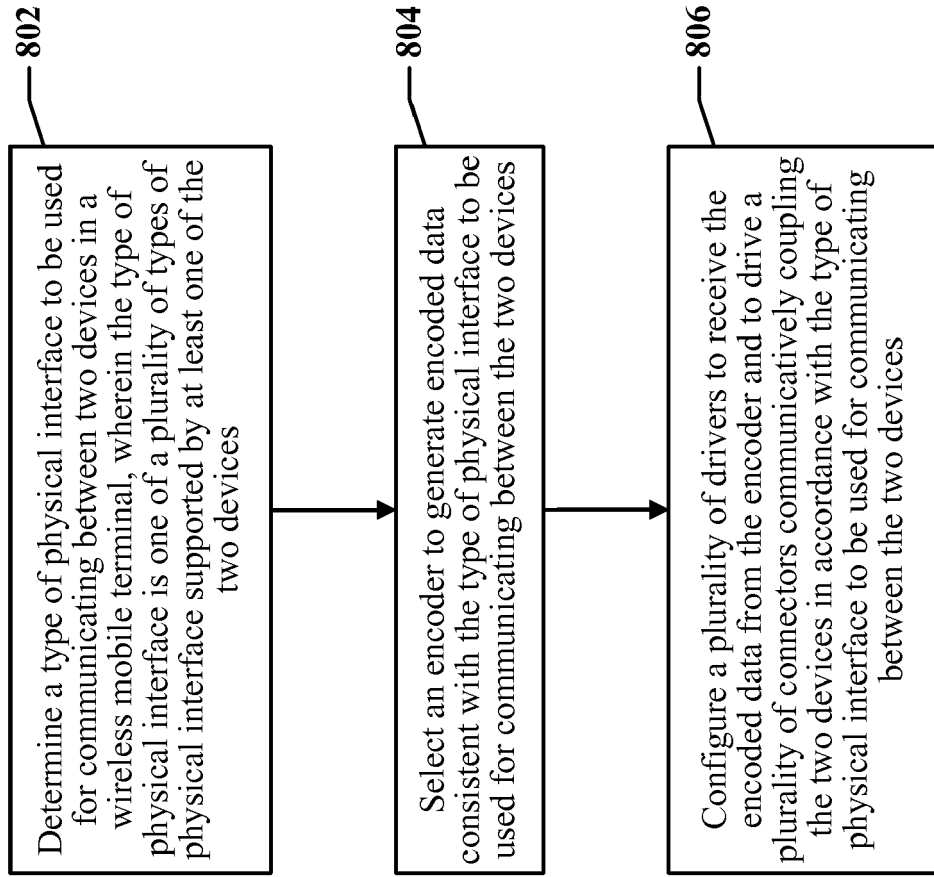 802
Determine a type of physical interface to be used
for communicating between two devices in a
wireless mobile terminal, wherein the type of
physical interface is one of a plurality of types of
physical interface supported by at least one of the
two devices
804
Select an encoder to generate encoded data
consistent with the type of physical interface to be
used for communicating between the two devices
806
Configure a plurality of drivers to receive the
encoded data from the encoder and to drive a
plurality of connectors communicatively coupling
the two devices in accordance with the type of
physical interface to be used for communicating
between the two devices